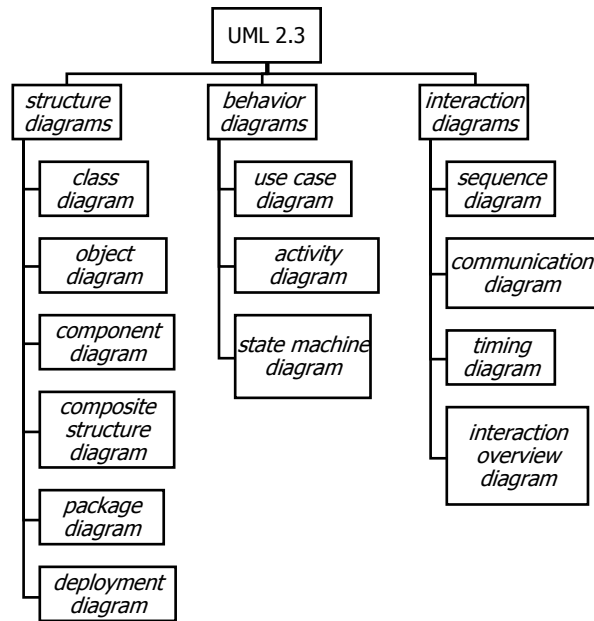 UML 2.3
structure
diagrams
behavior
diagrams
interaction
diagrams
class
diagram
object
diagram
component
diagram
composite
structure
diagram
package
diagram
deployment
diagram
use case
diagram
activity
diagram
state machine
diagram
sequence
diagram
communication
diagram
timing
diagram
interaction
overview
diagram